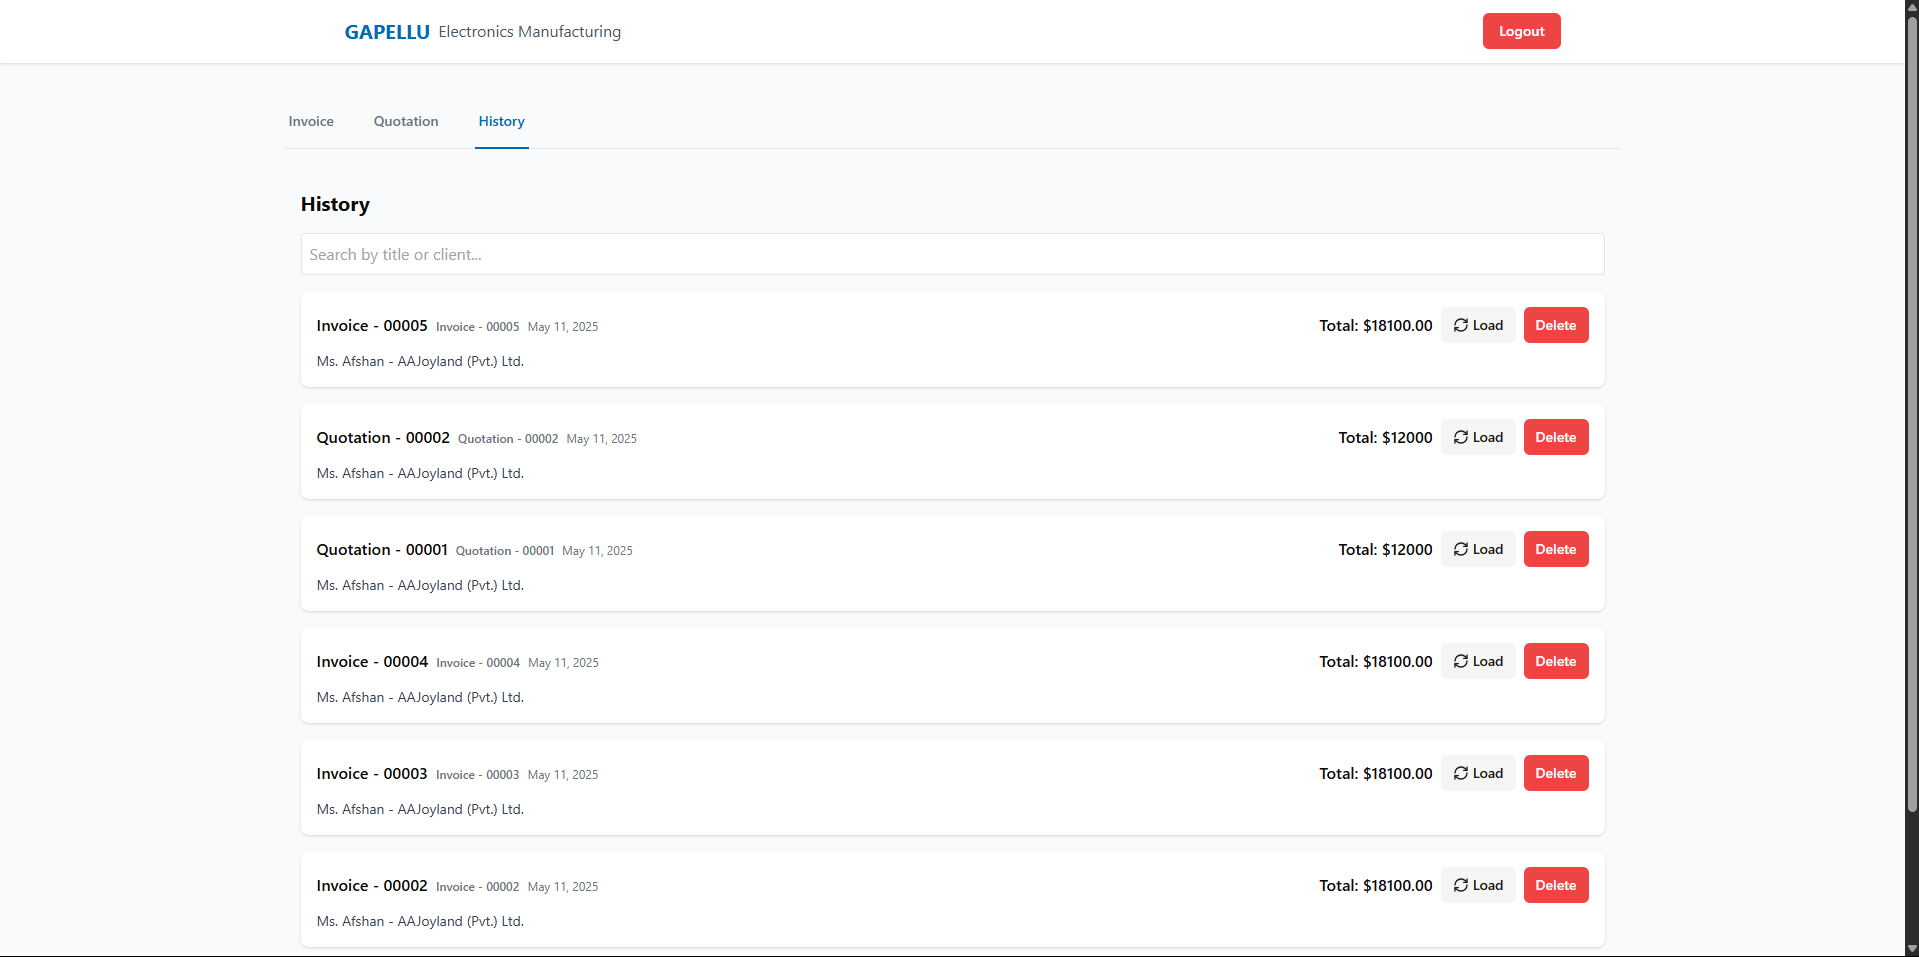 GAPELLU Electronics Manufacturing Logout
Invoice Quotation History
History
Search by title or client...
Invoice - 00005 Invoice - 00005 May 11, 2025 Total: $18100.00 Load Delete
Ms. Afshan - AAJoyland (Pvt.) Ltd.
Quotation - 00002 Quotation - 00002 May 11, 2025 Total: $12000 Load Delete
Ms. Afshan - AAJoyland (Pvt.) Ltd.
Quotation - 00001 Quotation - 00001 May 11, 2025 Total: $12000 Load Delete
Ms. Afshan - AAJoyland (Pvt.) Ltd.
Invoice - 00004 Invoice - 00004 May 11, 2025 Total: $18100.00 Load Delete
Ms. Afshan - AAJoyland (Pvt.) Ltd.
Invoice - 00003 Invoice - 00003 May 11, 2025 Total: $18100.00 Load Delete
Ms. Afshan - AAJoyland (Pvt.) Ltd.
Invoice - 00002 Invoice - 00002 May 11, 2025 Total: $18100.00 Load Delete
Ms. Afshan - AAJoyland (Pvt.) Ltd.